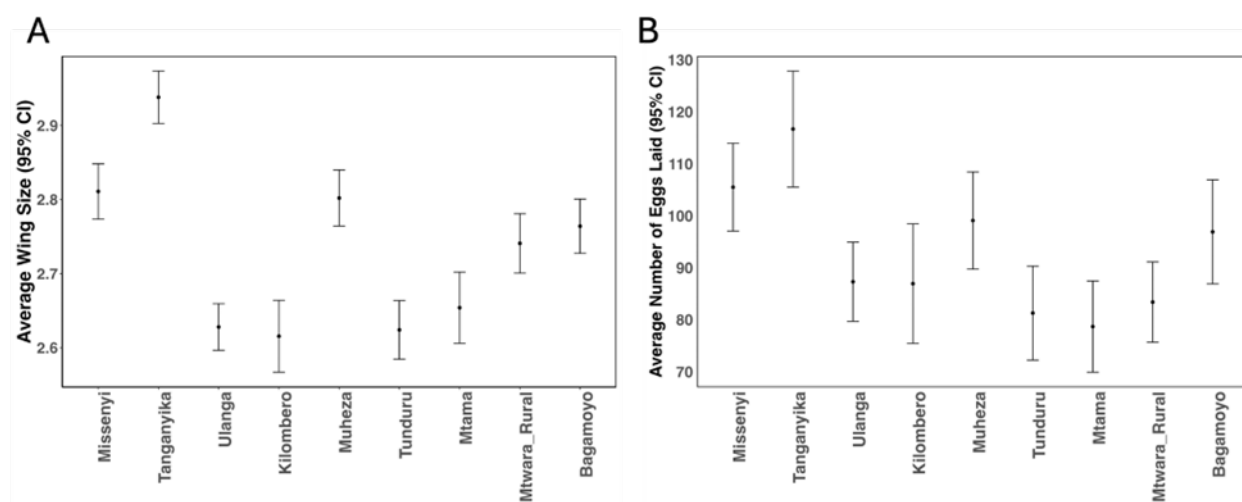 A
Average Wing Size (95% CI)
2.9
2.8
2.7
2.6
Missenyi
Tanganyika
Ulanga
Kilombero
Muheza
Tunduru
Mtama
Mtwara_Rural
Bagamoyo
B
Average Number of Eggs Laid (95% CI)
130
120
110
100
90
80
70
Missenyi
Tanganyika
Ulanga
Kilombero
Muheza
Tunduru
Mtama
Mtwara_Rural
Bagamoyo